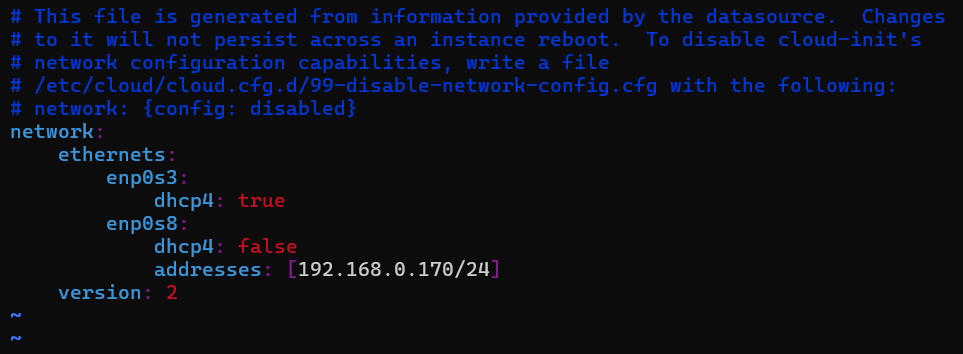 # This file is generated from information provided by the datasource.  Changes
# to it will not persist across an instance reboot.  To disable cloud-init's
# network configuration capabilities, write a file
# /etc/cloud/cloud.cfg.d/99-disable-network-config.cfg with the following:
# network: {config: disabled}
network:
    ethernets:
        enp0s3:
            dhcp4: true
        enp0s8:
            dhcp4: false
            addresses: [192.168.0.170/24]
    version: 2
~
~